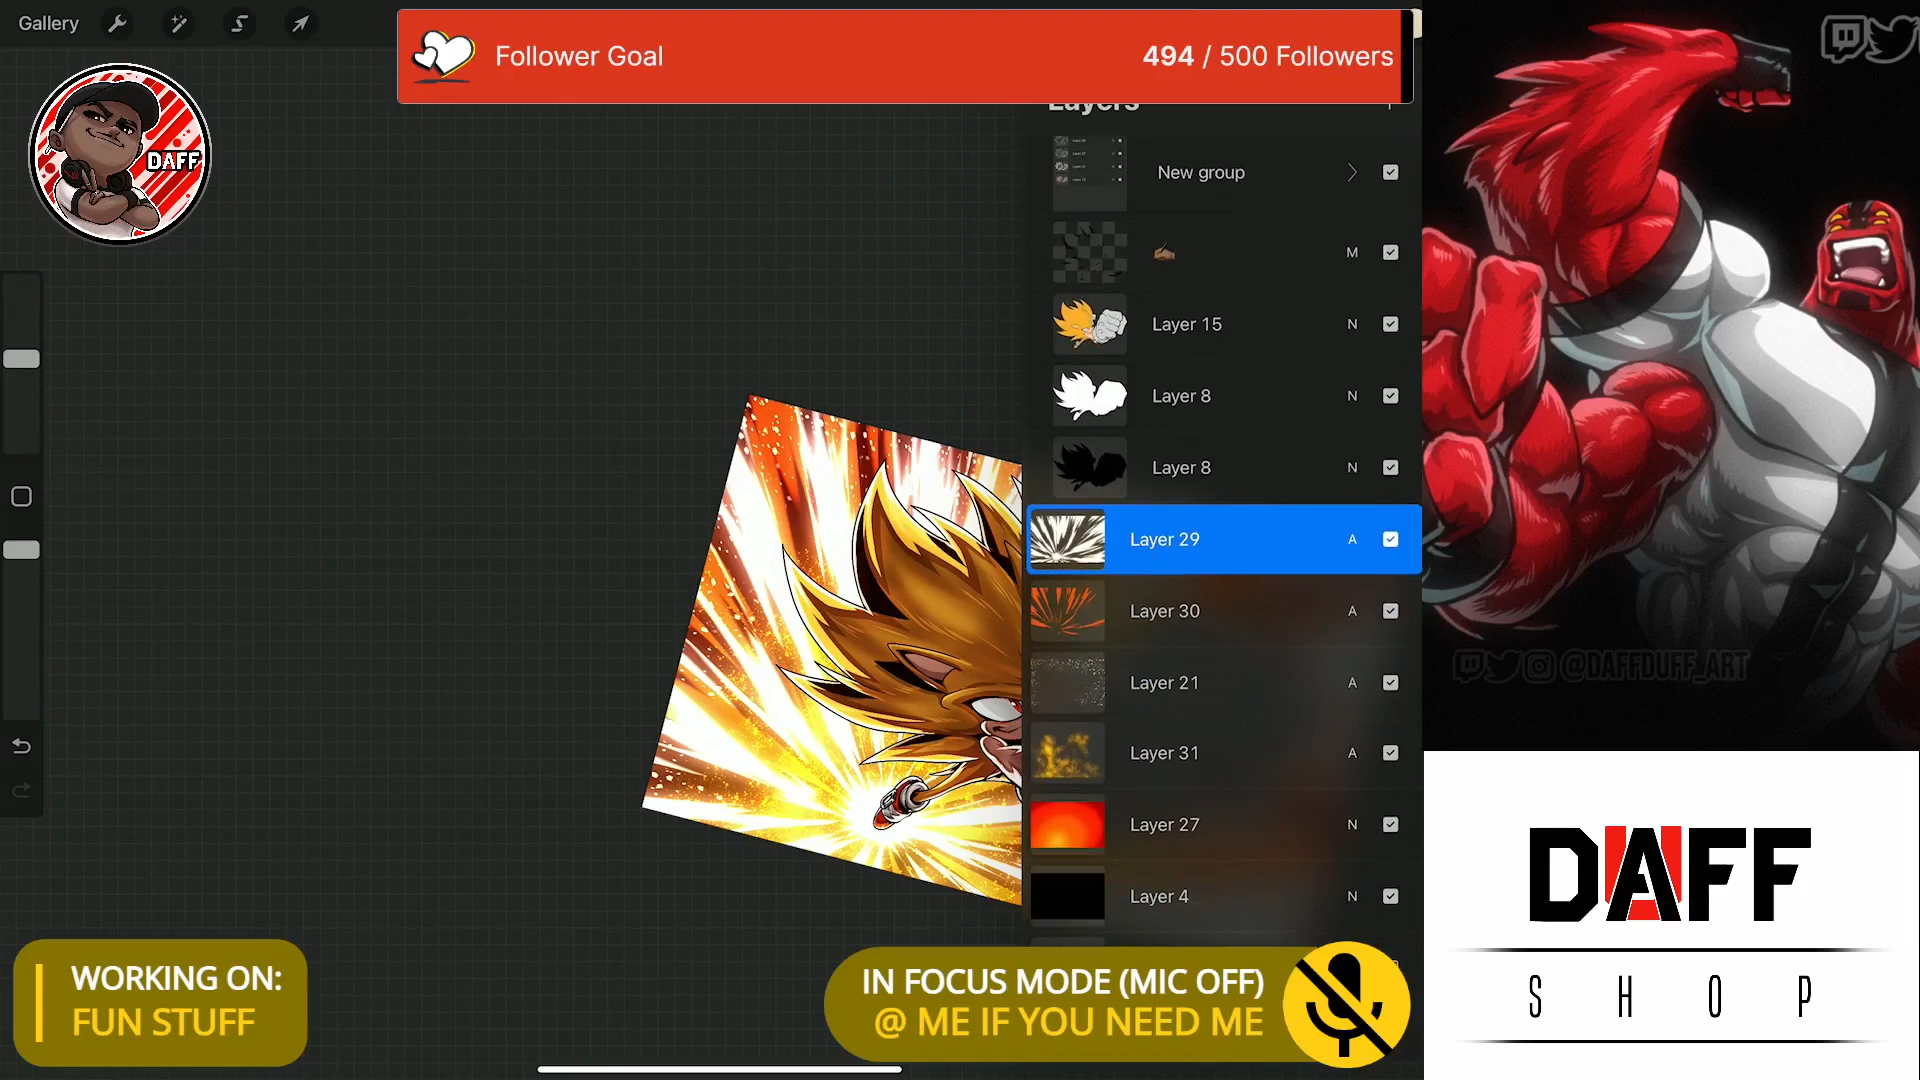 Gallery
Follower Goal
494 / 500 Followers
DAFF
Layers
New group
M
Layer 15 N
Layer 8 N
Layer 8 N
Layer 29 A
Layer 30 A
Layer 21 A
Layer 31 A
Layer 27 N
Layer 4 N
@DAFFDUFF_ART
WORKING ON:
FUN STUFF
IN FOCUS MODE (MIC OFF)
@ ME IF YOU NEED ME
DAFF
SHOP